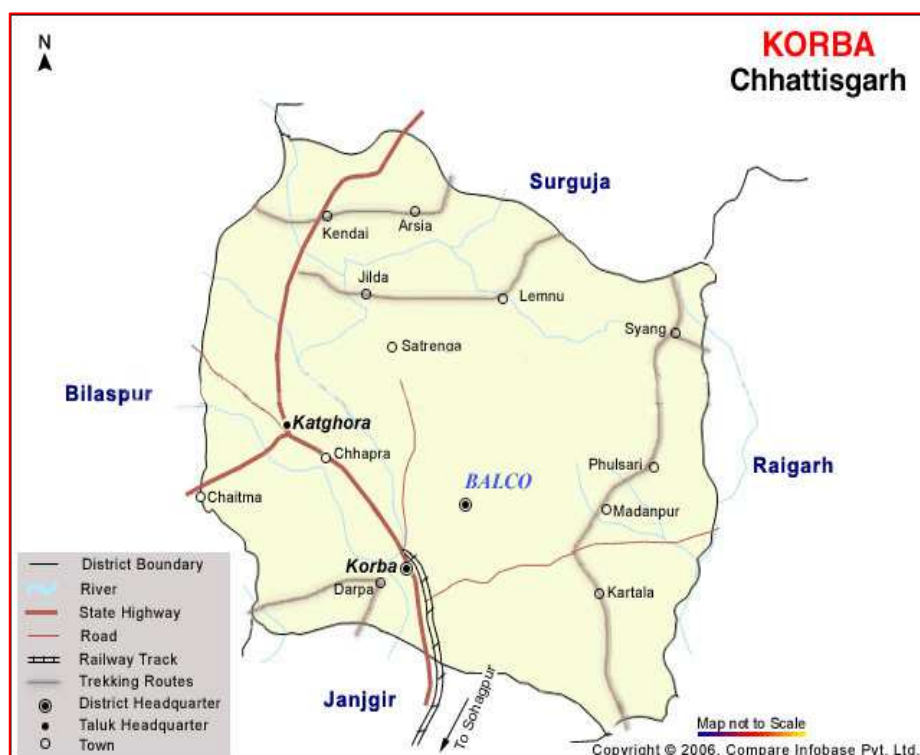 N
KORBA
Chhattisgarh
Surguja
Kendai
Arsia
Jilda
Lemnu
Syang
Satrenga
Bilaspur
Katghora
Chhapra
Phulsari
Raigarh
BALCO
Chaitma
Madanpur
Korba
Darpa
Kartala
District Boundary
River
State Highway
Road
Railway Track
Trekking Routes
District Headquarter
Taluk Headquarter
Town
Janjgir
To Sohagpur
Map not to Scale
Copyright © 2006, Compare Infobase Pvt. Ltd.